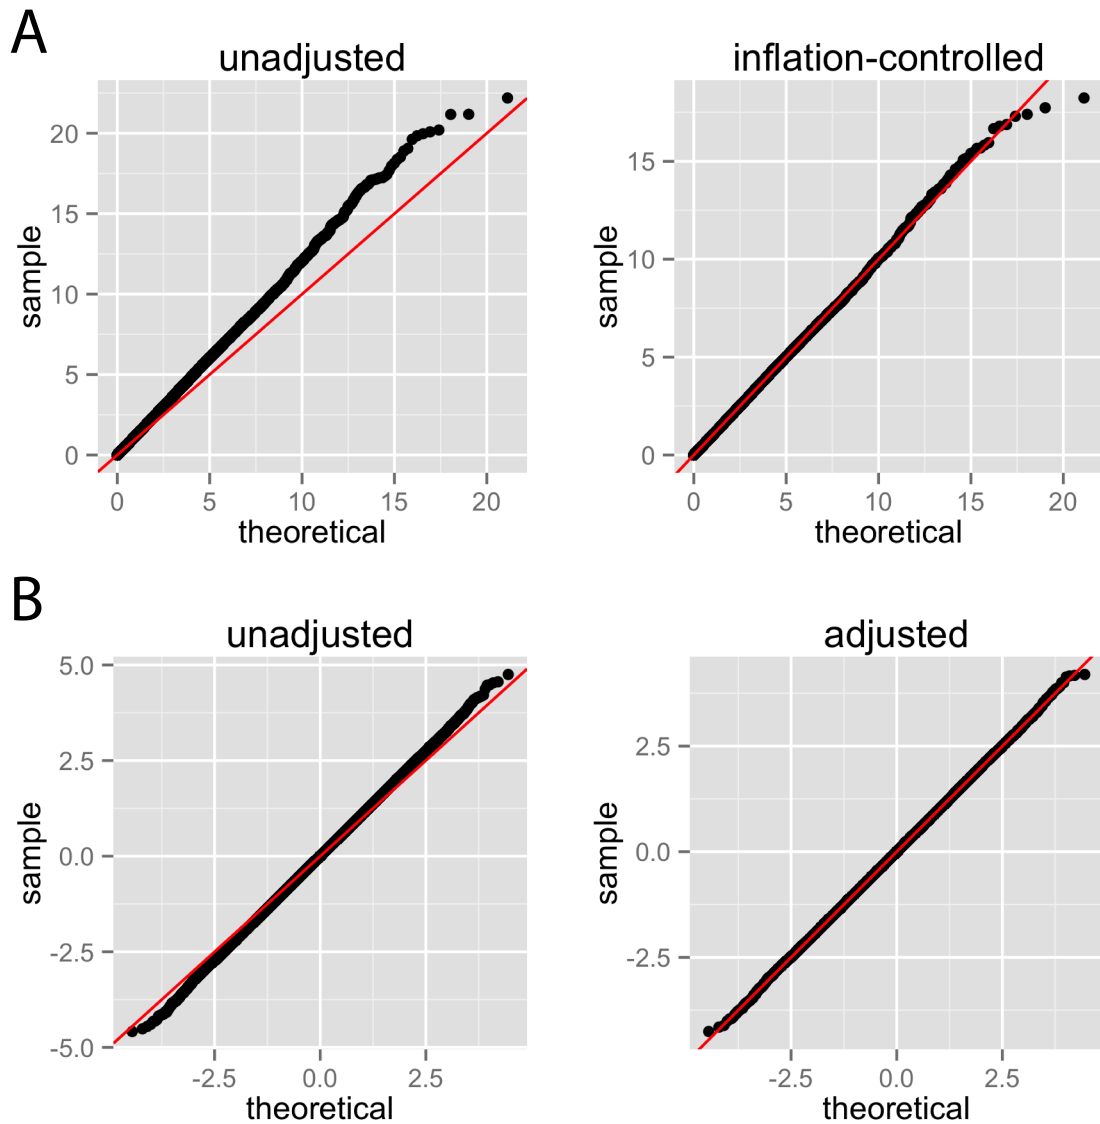 A
unadjusted
inflation-controlled
20
15
10
5
0
sample
0 5 10 15 20
theoretical
15
10
5
0
sample
0 5 10 15 20
theoretical
B
unadjusted
adjusted
5.0
2.5
0.0
-2.5
-5.0
sample
-2.5 0.0 2.5
theoretical
2.5
0.0
-2.5
sample
-2.5 0.0 2.5
theoretical